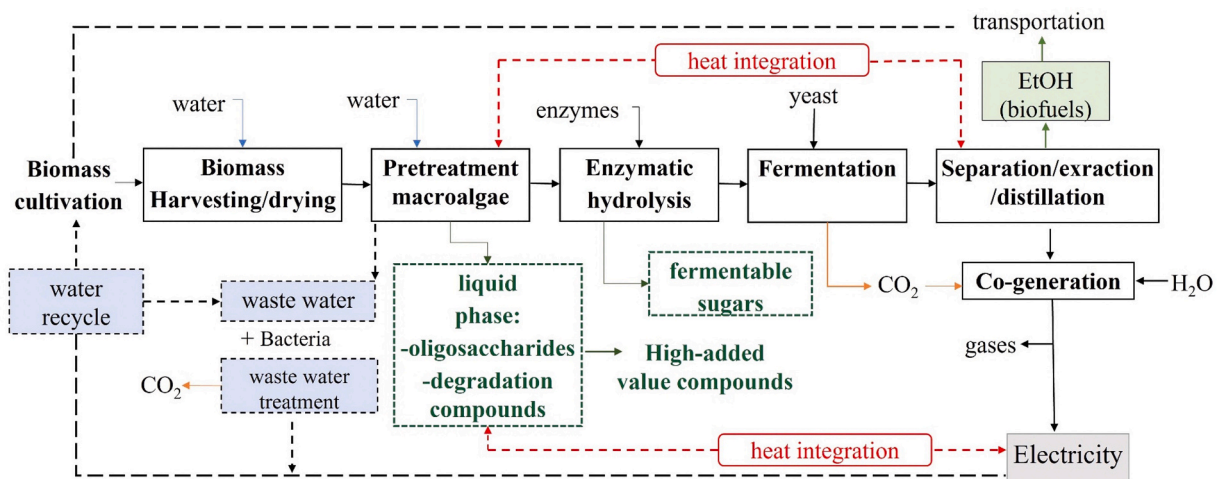 transportation
heat integration
EtOH
(biofuels)
water
water
enzymes
yeast
Biomass
cultivation
Biomass
Harvesting/drying
Pretreatment
macroalgae
Enzymatic
hydrolysis
Fermentation
Separation/exraction
/distillation
water
recycle
waste water
+ Bacteria
waste water
treatment
CO₂
liquid
phase:
-oligosaccharides
-degradation
compounds
fermentable
sugars
High-added
value compounds
CO₂
Co-generation
H₂O
gases
heat integration
Electricity